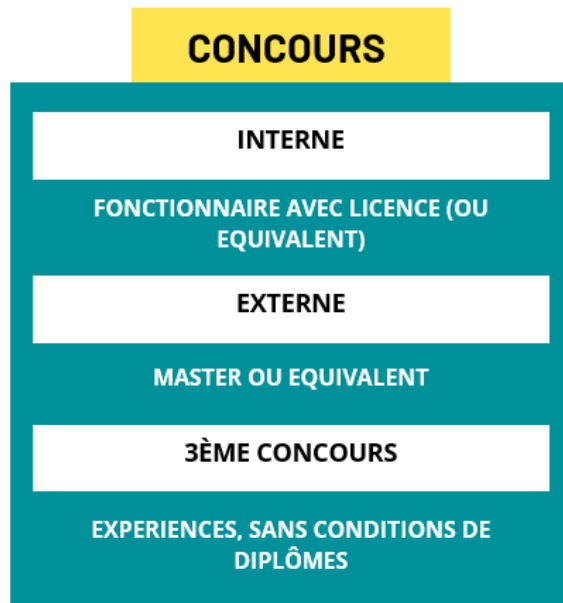 CONCOURS
INTERNE
FONCTIONNAIRE AVEC LICENCE (OU
EQUIVALENT)
EXTERNE
MASTER OU EQUIVALENT
3ÈME CONCOURS
EXPERIENCES, SANS CONDITIONS DE
DIPLÔMES